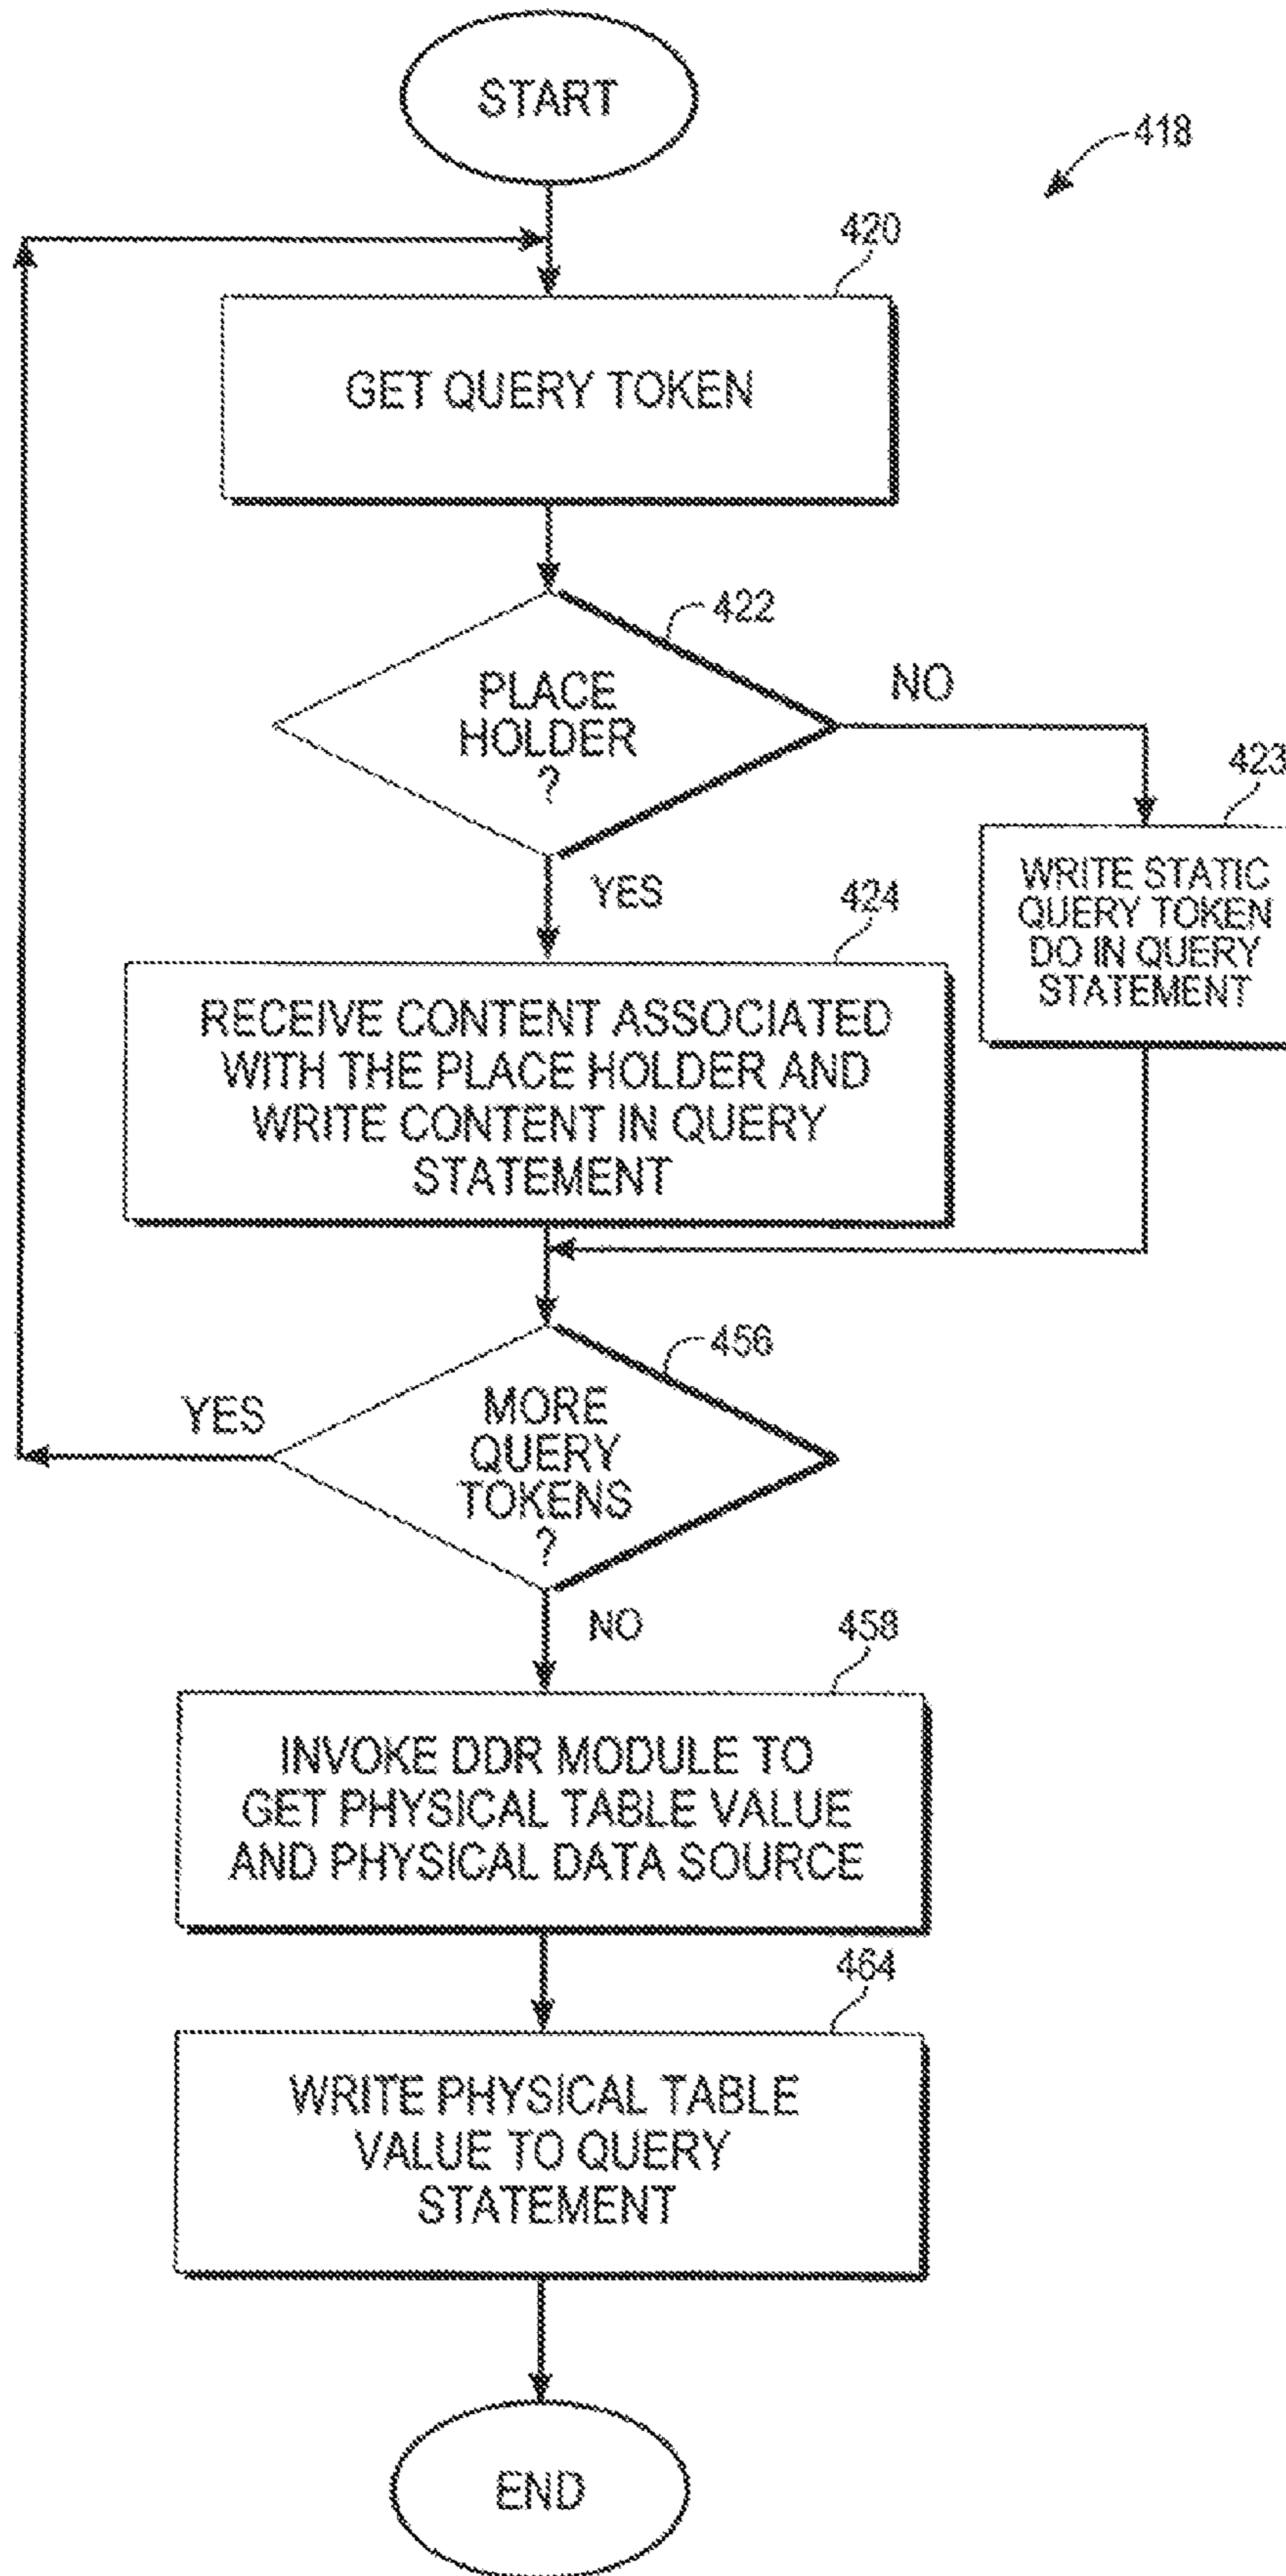 START
418
420
GET QUERY TOKEN
422
PLACE
HOLDER
?
NO
YES
423
WRITE STATIC
QUERY TOKEN
DO IN QUERY
STATEMENT
424
RECEIVE CONTENT ASSOCIATED
WITH THE PLACE HOLDER AND
WRITE CONTENT IN QUERY
STATEMENT
456
MORE
QUERY
TOKENS
?
YES
NO
458
INVOKE DDR MODULE TO
GET PHYSICAL TABLE VALUE
AND PHYSICAL DATA SOURCE
464
WRITE PHYSICAL TABLE
VALUE TO QUERY
STATEMENT
END